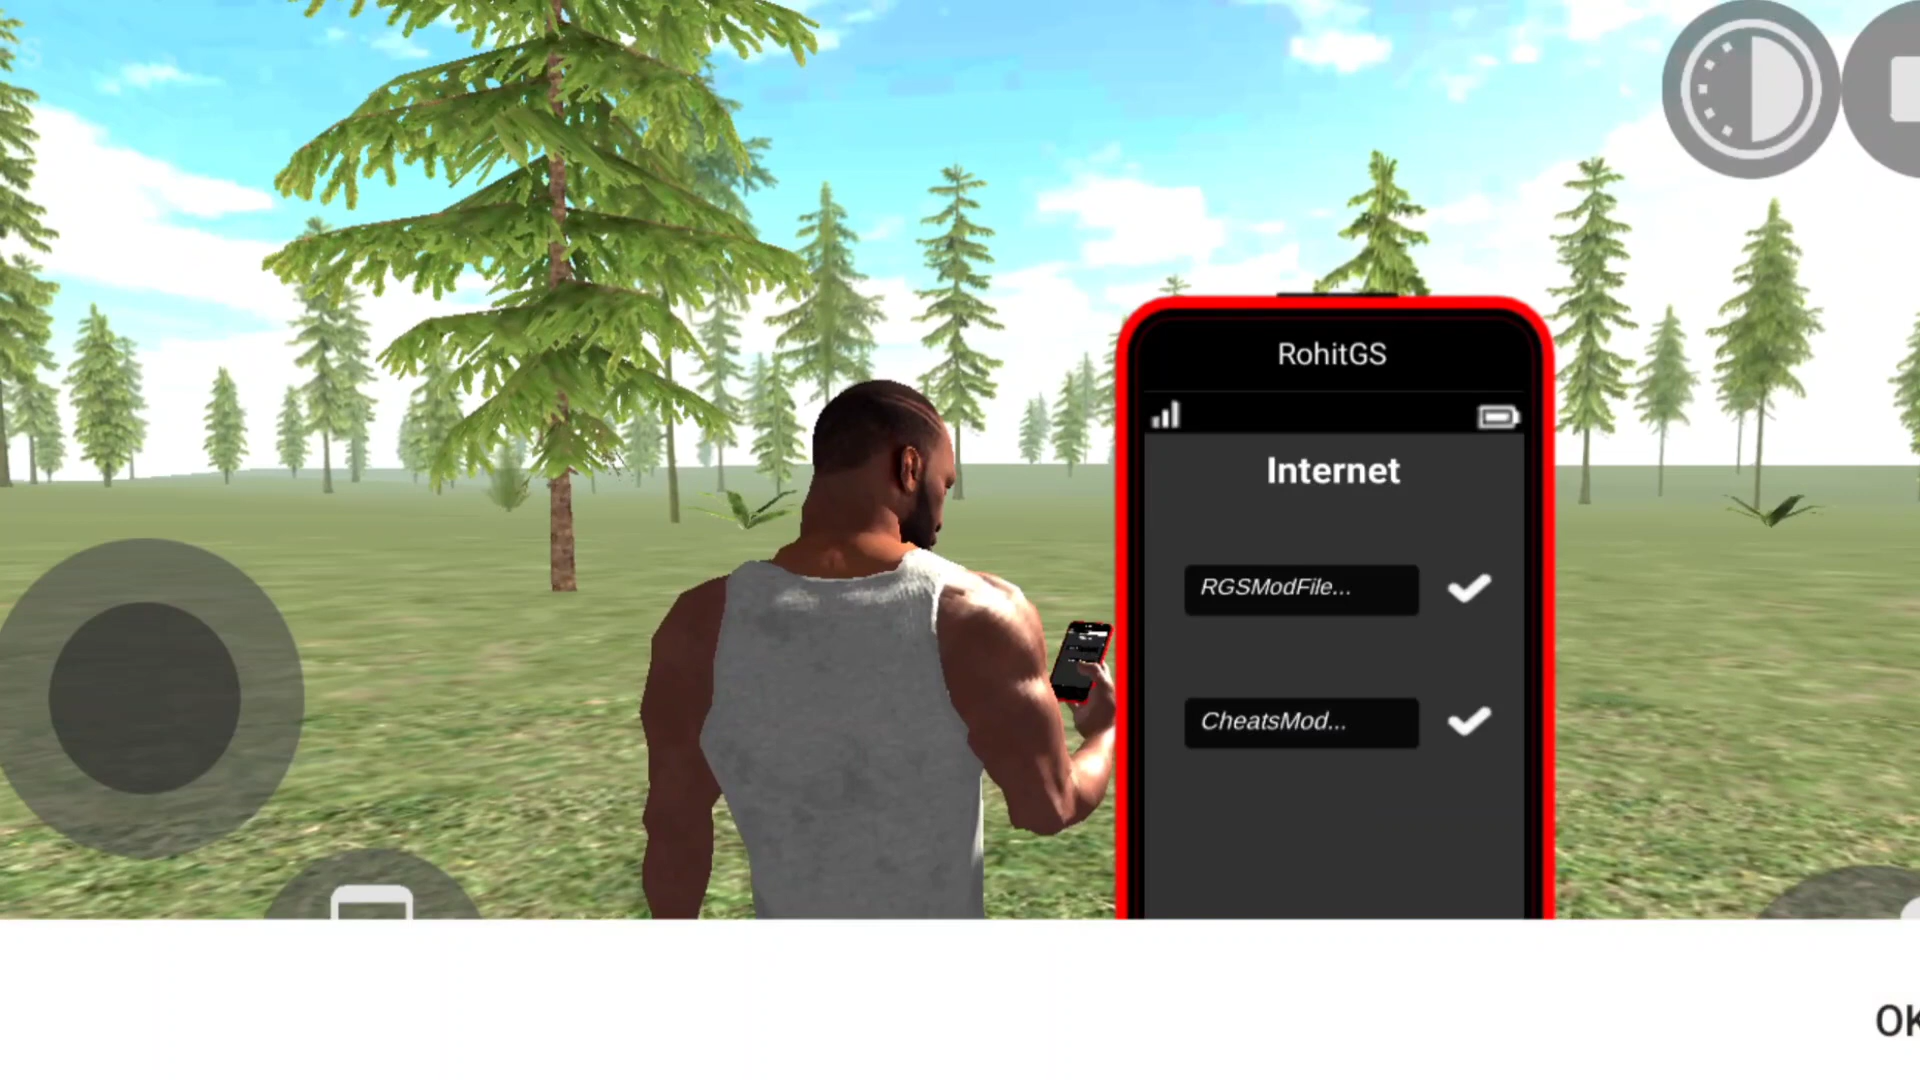 RohitGS
Internet
RGSModFile...
CheatsMod...
OK